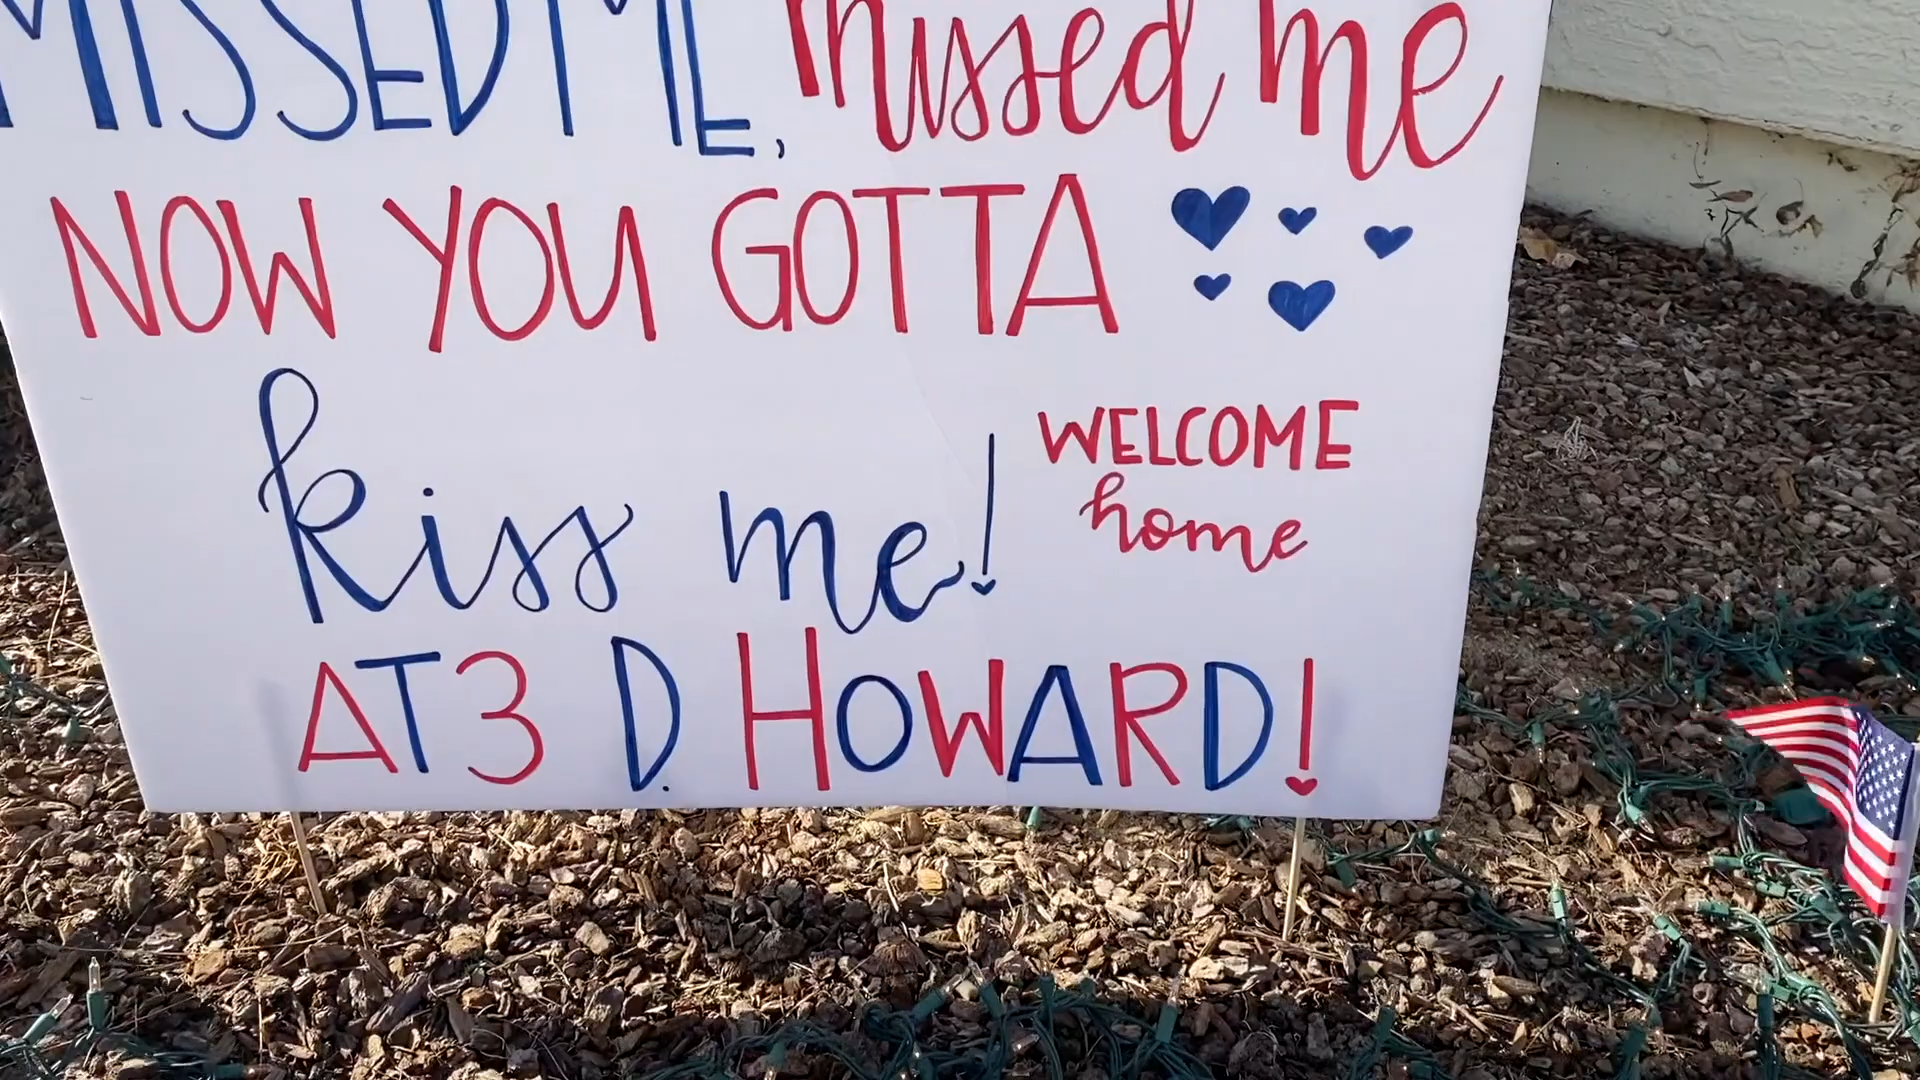 MISSED ME, missed me
NOW YOU GOTTA
kiss me!
WELCOME
home
AT3 D. HOWARD!